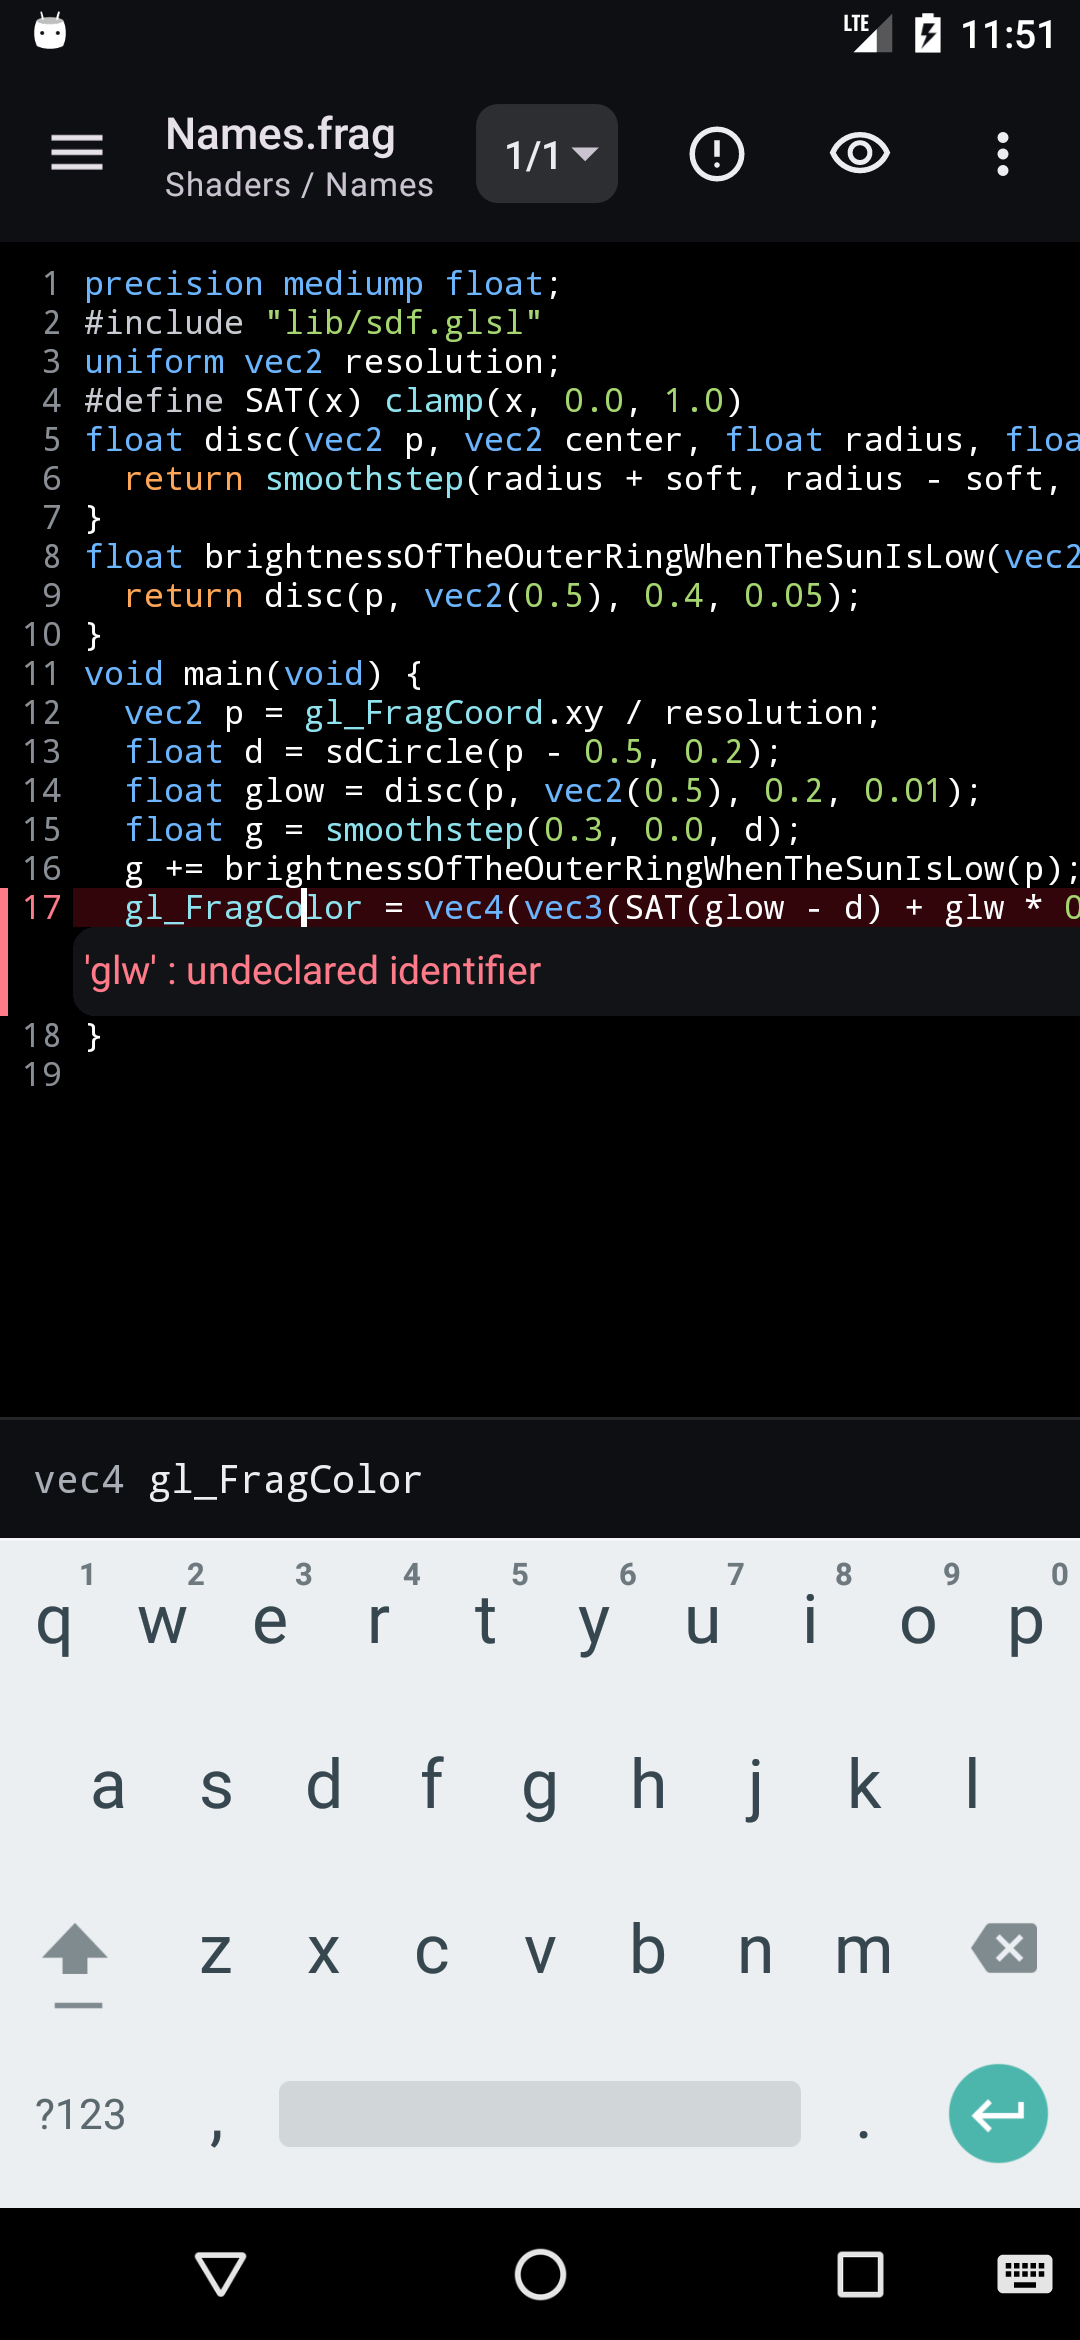 LTE 11:51
Names.frag
Shaders / Names
1/1
1 precision mediump float;
2 #include "lib/sdf.glsl"
3 uniform vec2 resolution;
4 #define SAT(x) clamp(x, 0.0, 1.0)
5 float disc(vec2 p, vec2 center, float radius, floa
6   return smoothstep(radius + soft, radius - soft,
7 }
8 float brightnessOfTheOuterRingWhenTheSunIsLow(vec2
9   return disc(p, vec2(0.5), 0.4, 0.05);
10 }
11 void main(void) {
12   vec2 p = gl_FragCoord.xy / resolution;
13   float d = sdCircle(p - 0.5, 0.2);
14   float glow = disc(p, vec2(0.5), 0.2, 0.01);
15   float g = smoothstep(0.3, 0.0, d);
16   g += brightnessOfTheOuterRingWhenTheSunIsLow(p);
17   gl_FragColor = vec4(vec3(SAT(glow - d) + glw * 0
'glw' : undeclared identifier
18 }
19
vec4 gl_FragColor
1 2 3 4 5 6 7 8 9 0
q w e r t y u i o p
a s d f g h j k l
z x c v b n m
?123 , .